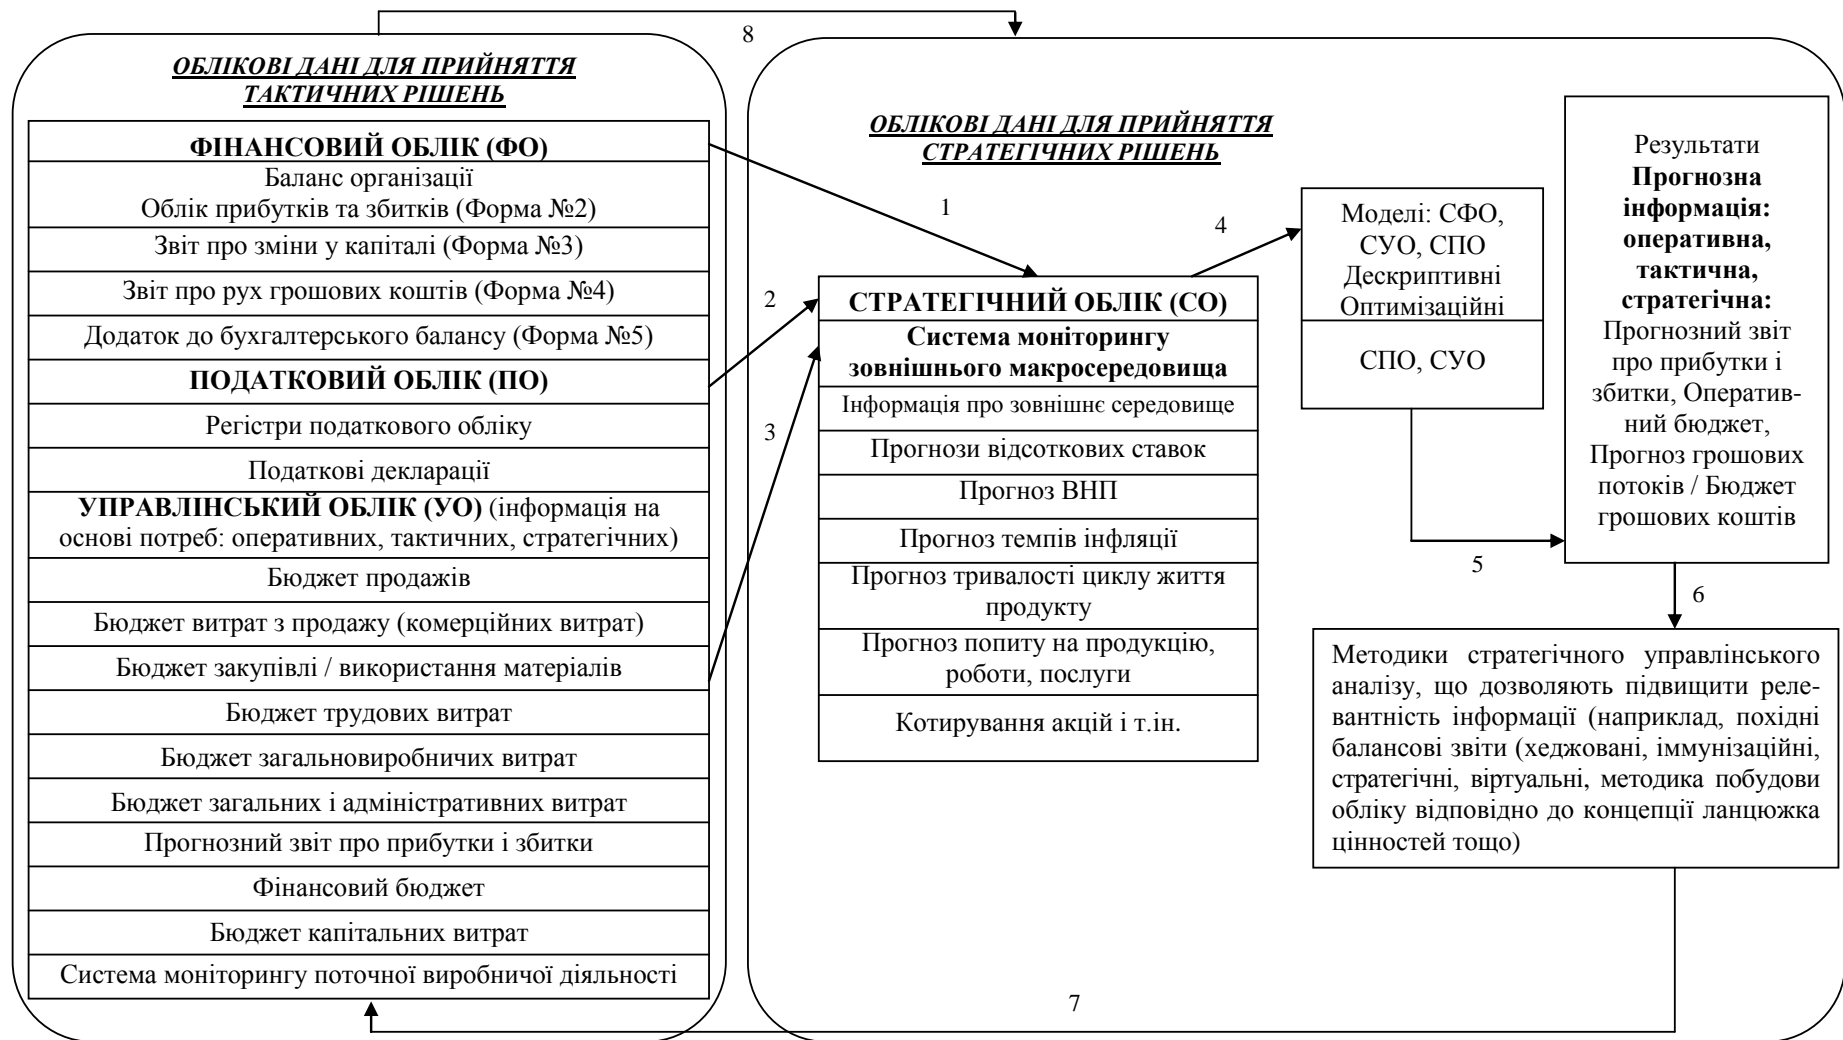 8
ОБЛІКОВІ ДАНІ ДЛЯ ПРИЙНЯТТЯ
ТАКТИЧНИХ РІШЕНЬ
ФІНАНСОВИЙ ОБЛІК (ФО)
Баланс організації
Облік прибутків та збитків (Форма №2)
Звіт про зміни у капіталі (Форма №3)
Звіт про рух грошових коштів (Форма №4)
Додаток до бухгалтерського балансу (Форма №5)
ПОДАТКОВИЙ ОБЛІК (ПО)
Регістри податкового обліку
Податкові декларації
УПРАВЛІНСЬКИЙ ОБЛІК (УО) (інформація на
основі потреб: оперативних, тактичних, стратегічних)
Бюджет продажів
Бюджет витрат з продажу (комерційних витрат)
Бюджет закупівлі / використання матеріалів
Бюджет трудових витрат
Бюджет загальновиробничих витрат
Бюджет загальних і адміністративних витрат
Прогнозний звіт про прибутки і збитки
Фінансовий бюджет
Бюджет капітальних витрат
Система моніторингу поточної виробничої діяльності
1
2
3
ОБЛІКОВІ ДАНІ ДЛЯ ПРИЙНЯТТЯ
СТРАТЕГІЧНИХ РІШЕНЬ
СТРАТЕГІЧНИЙ ОБЛІК (СО)
Система моніторингу
зовнішнього макросередовища
Інформація про зовнішнє середовище
Прогнози відсоткових ставок
Прогноз ВНП
Прогноз темпів інфляції
Прогноз тривалості циклу життя
продукту
Прогноз попиту на продукцію,
роботи, послуги
Котирування акцій і т.ін.
4
Моделі: СФО,
СУО, СПО
Дескриптивні
Оптимізаційні
СПО, СУО
5
Результати
Прогнозна
інформація:
оперативна,
тактична,
стратегічна:
Прогнозний звіт
про прибутки і
збитки, Оператив-
ний бюджет,
Прогноз грошових
потоків / Бюджет
грошових коштів
6
Методики стратегічного управлінського
аналізу, що дозволяють підвищити реле-
вантність інформації (наприклад, похідні
балансові звіти (хеджовані, іммунізаційні,
стратегічні, віртуальні, методика побудови
обліку відповідно до концепції ланцюжка
цінностей тощо)
7